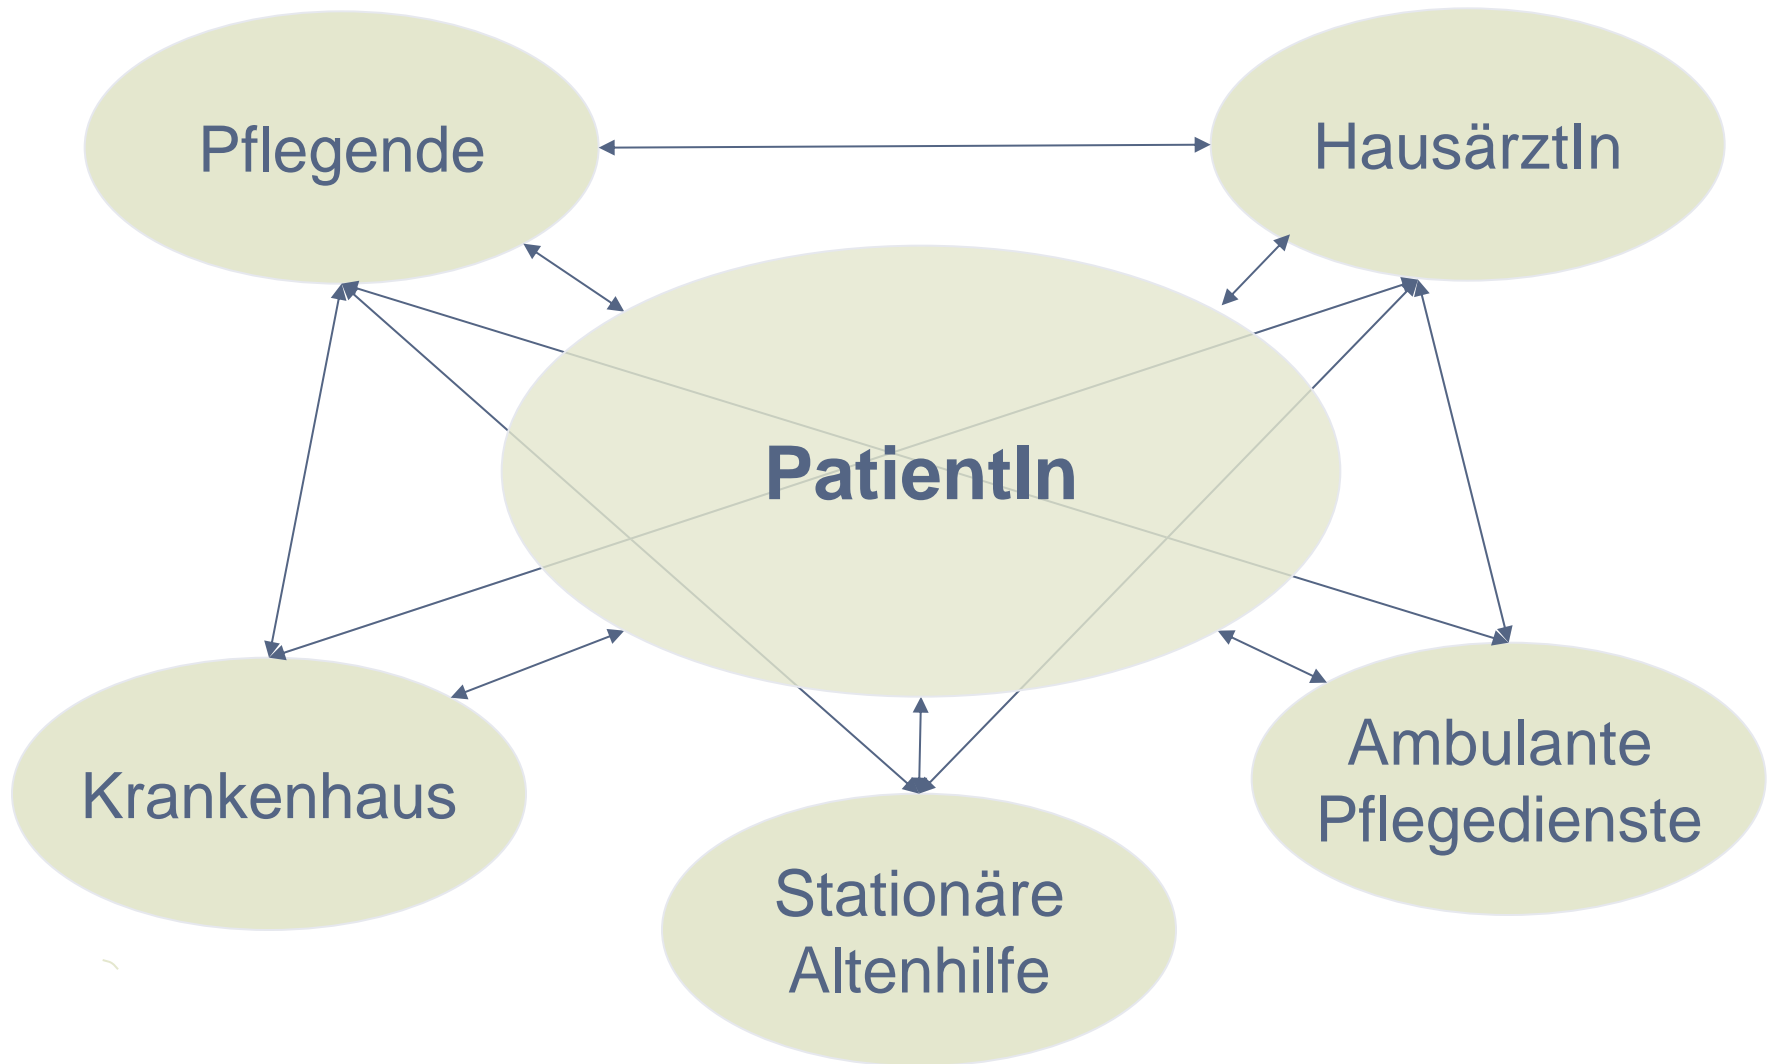 Pflegende
HausärztIn
PatientIn
Krankenhaus
Ambulante
Pflegedienste
Stationäre
Altenhilfe